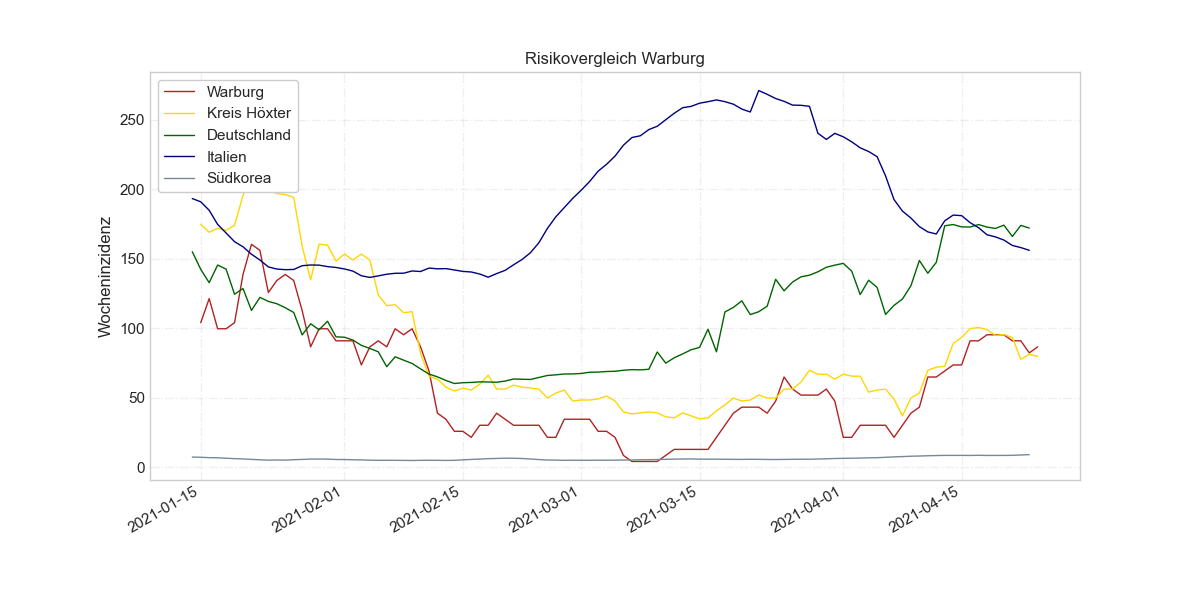 Risikovergleich Warburg
Warburg
Kreis Höxter
Deutschland
Italien
Südkorea
Wocheninzidenz
250
200
150
100
50
0
2021-01-15
2021-02-01
2021-02-15
2021-03-01
2021-03-15
2021-04-01
2021-04-15